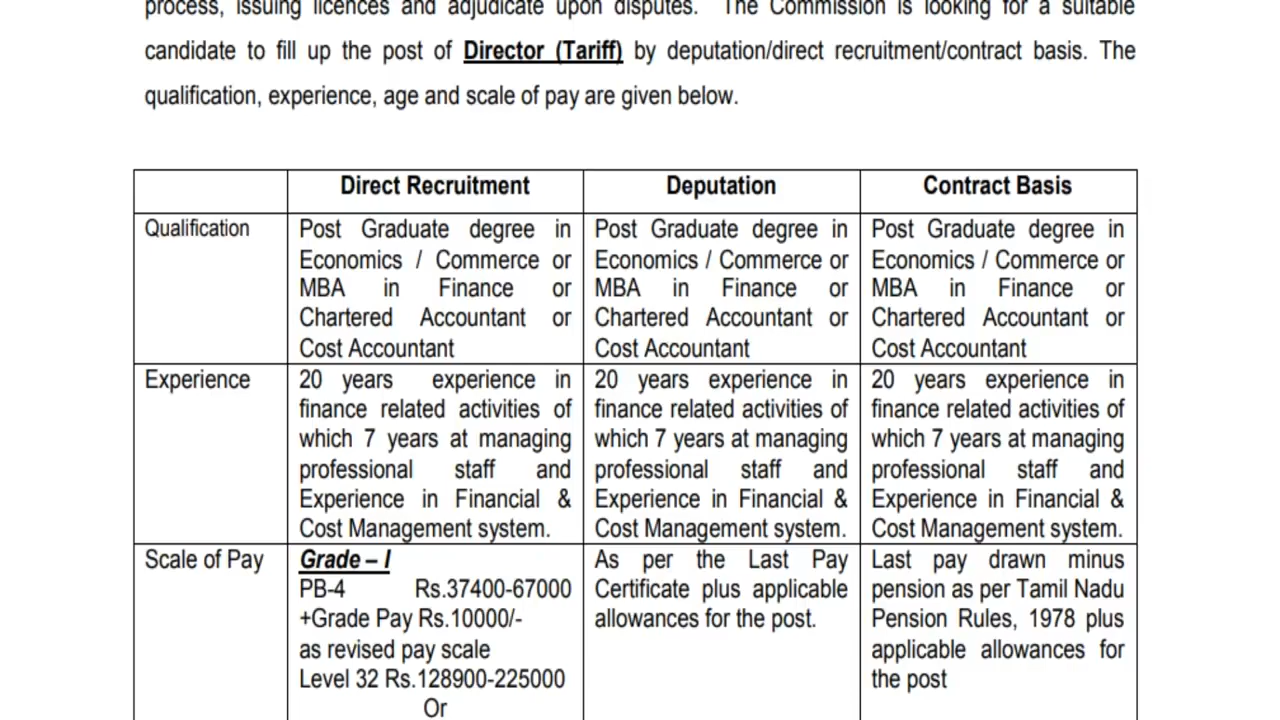 process, issuing licences and adjudicate upon disputes. The Commission is looking for a suitable
candidate to fill up the post of Director (Tariff) by deputation/direct recruitment/contract basis. The
qualification, experience, age and scale of pay are given below.
Direct Recruitment
Deputation
Contract Basis
Qualification
Post Graduate degree in
Economics / Commerce or
MBA in Finance or
Chartered Accountant or
Cost Accountant
Post Graduate degree in
Economics / Commerce or
MBA in Finance or
Chartered Accountant or
Cost Accountant
Post Graduate degree in
Economics / Commerce or
MBA in Finance or
Chartered Accountant or
Cost Accountant
Experience
20 years experience in
finance related activities of
which 7 years at managing
professional staff and
Experience in Financial &
Cost Management system.
20 years experience in
finance related activities of
which 7 years at managing
professional staff and
Experience in Financial &
Cost Management system.
20 years experience in
finance related activities of
which 7 years at managing
professional staff and
Experience in Financial &
Cost Management system.
Scale of Pay
Grade – I
PB-4 Rs.37400-67000
+Grade Pay Rs.10000/-
as revised pay scale
Level 32 Rs.128900-225000
Or
As per the Last Pay
Certificate plus applicable
allowances for the post.
Last pay drawn minus
pension as per Tamil Nadu
Pension Rules, 1978 plus
applicable allowances for
the post